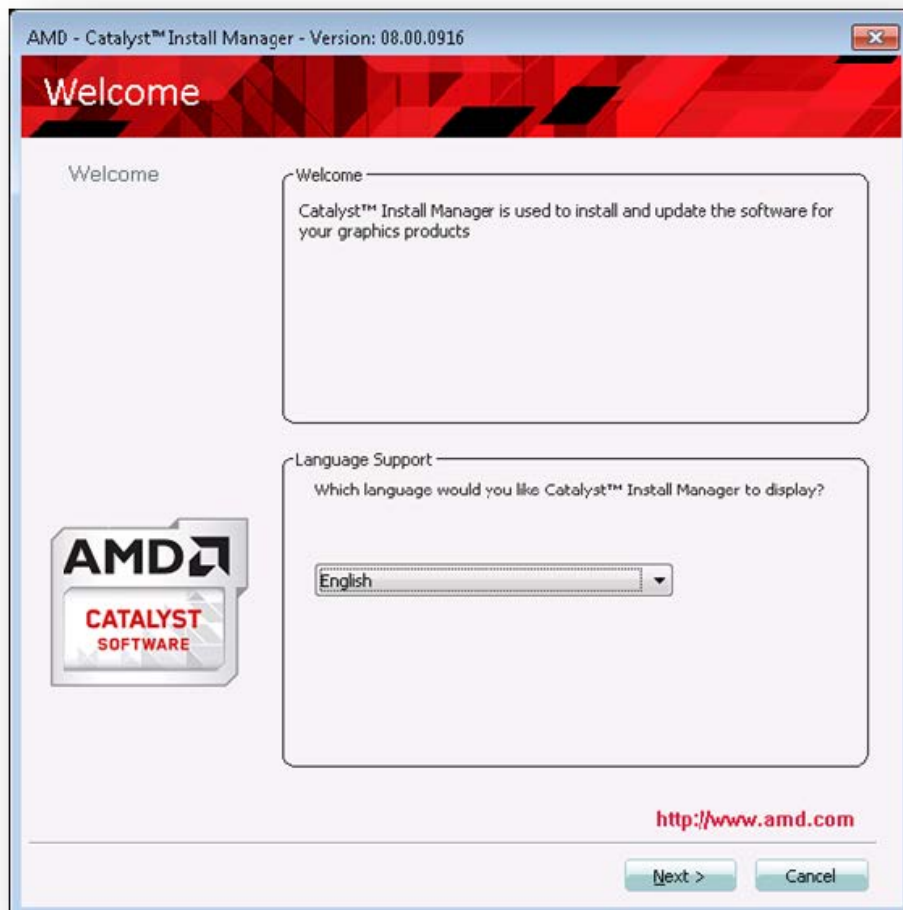 AMD - Catalyst™ Install Manager - Version: 08.00.0916
Welcome
Welcome
Welcome
Catalyst™ Install Manager is used to install and update the software for
your graphics products
Language Support
Which language would you like Catalyst™ Install Manager to display?
English
AMD
CATALYST
SOFTWARE
http://www.amd.com
Next >
Cancel